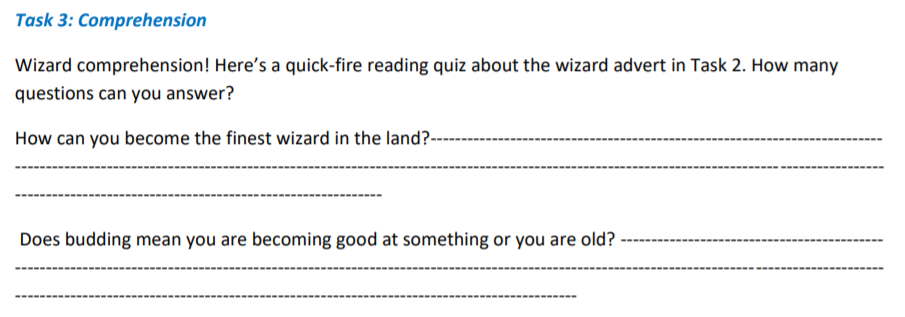 Task 3: Comprehension
Wizard comprehension! Here’s a quick-fire reading quiz about the wizard advert in Task 2. How many
questions can you answer?
How can you become the finest wizard in the land?--------------------------------------------------------------------------
-----------------------------------------------------------------------------------------------------------------------------------------------
------------------------------------------------------------
Does budding mean you are becoming good at something or you are old? -------------------------------------------
-----------------------------------------------------------------------------------------------------------------------------------------------
--------------------------------------------------------------------------------------------